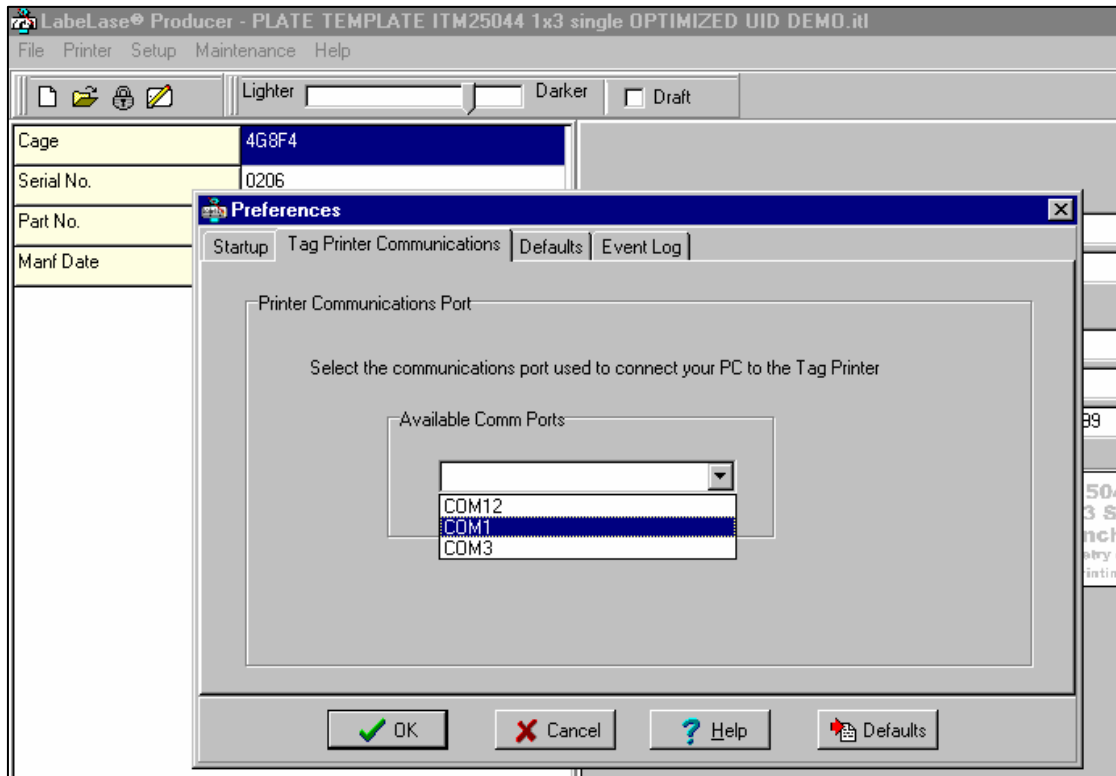 LabeLase® Producer - PLATE TEMPLATE ITM25044 1x3 single OPTIMIZED UID DEMO.itl
File Printer Setup Maintenance Help
Lighter Darker Draft
Cage 4G8F4
Serial No. 0206
Part No.
Manf Date
Preferences
Startup Tag Printer Communications Defaults Event Log
Printer Communications Port
Select the communications port used to connect your PC to the Tag Printer
Available Comm Ports
COM12
COM1
COM3
OK Cancel Help Defaults